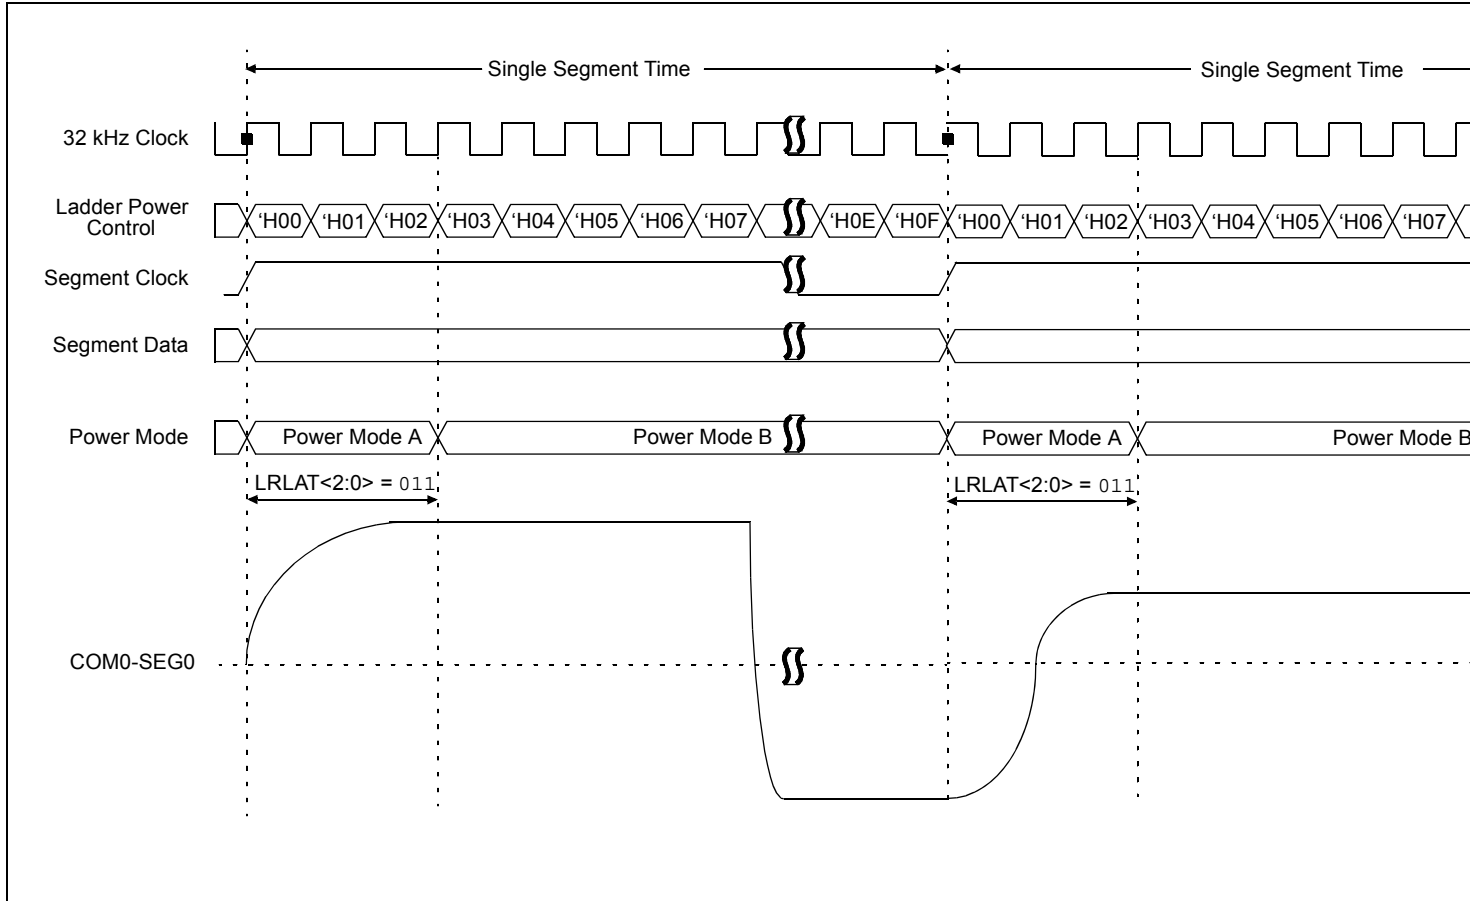 Single Segment Time Single Segment Time
32 kHz Clock
Ladder Power
Control
‘H00 ‘H01 ‘H02 ‘H03 ‘H04 ‘H05 ‘H06 ‘H07 ‘H0E ‘H0F ‘H00 ‘H01 ‘H02 ‘H03 ‘H04 ‘H05 ‘H06 ‘H07
Segment Clock
Segment Data
Power Mode Power Mode A Power Mode B Power Mode A Power Mode B
LRLAT<2:0> = 011 LRLAT<2:0> = 011
COM0-SEG0